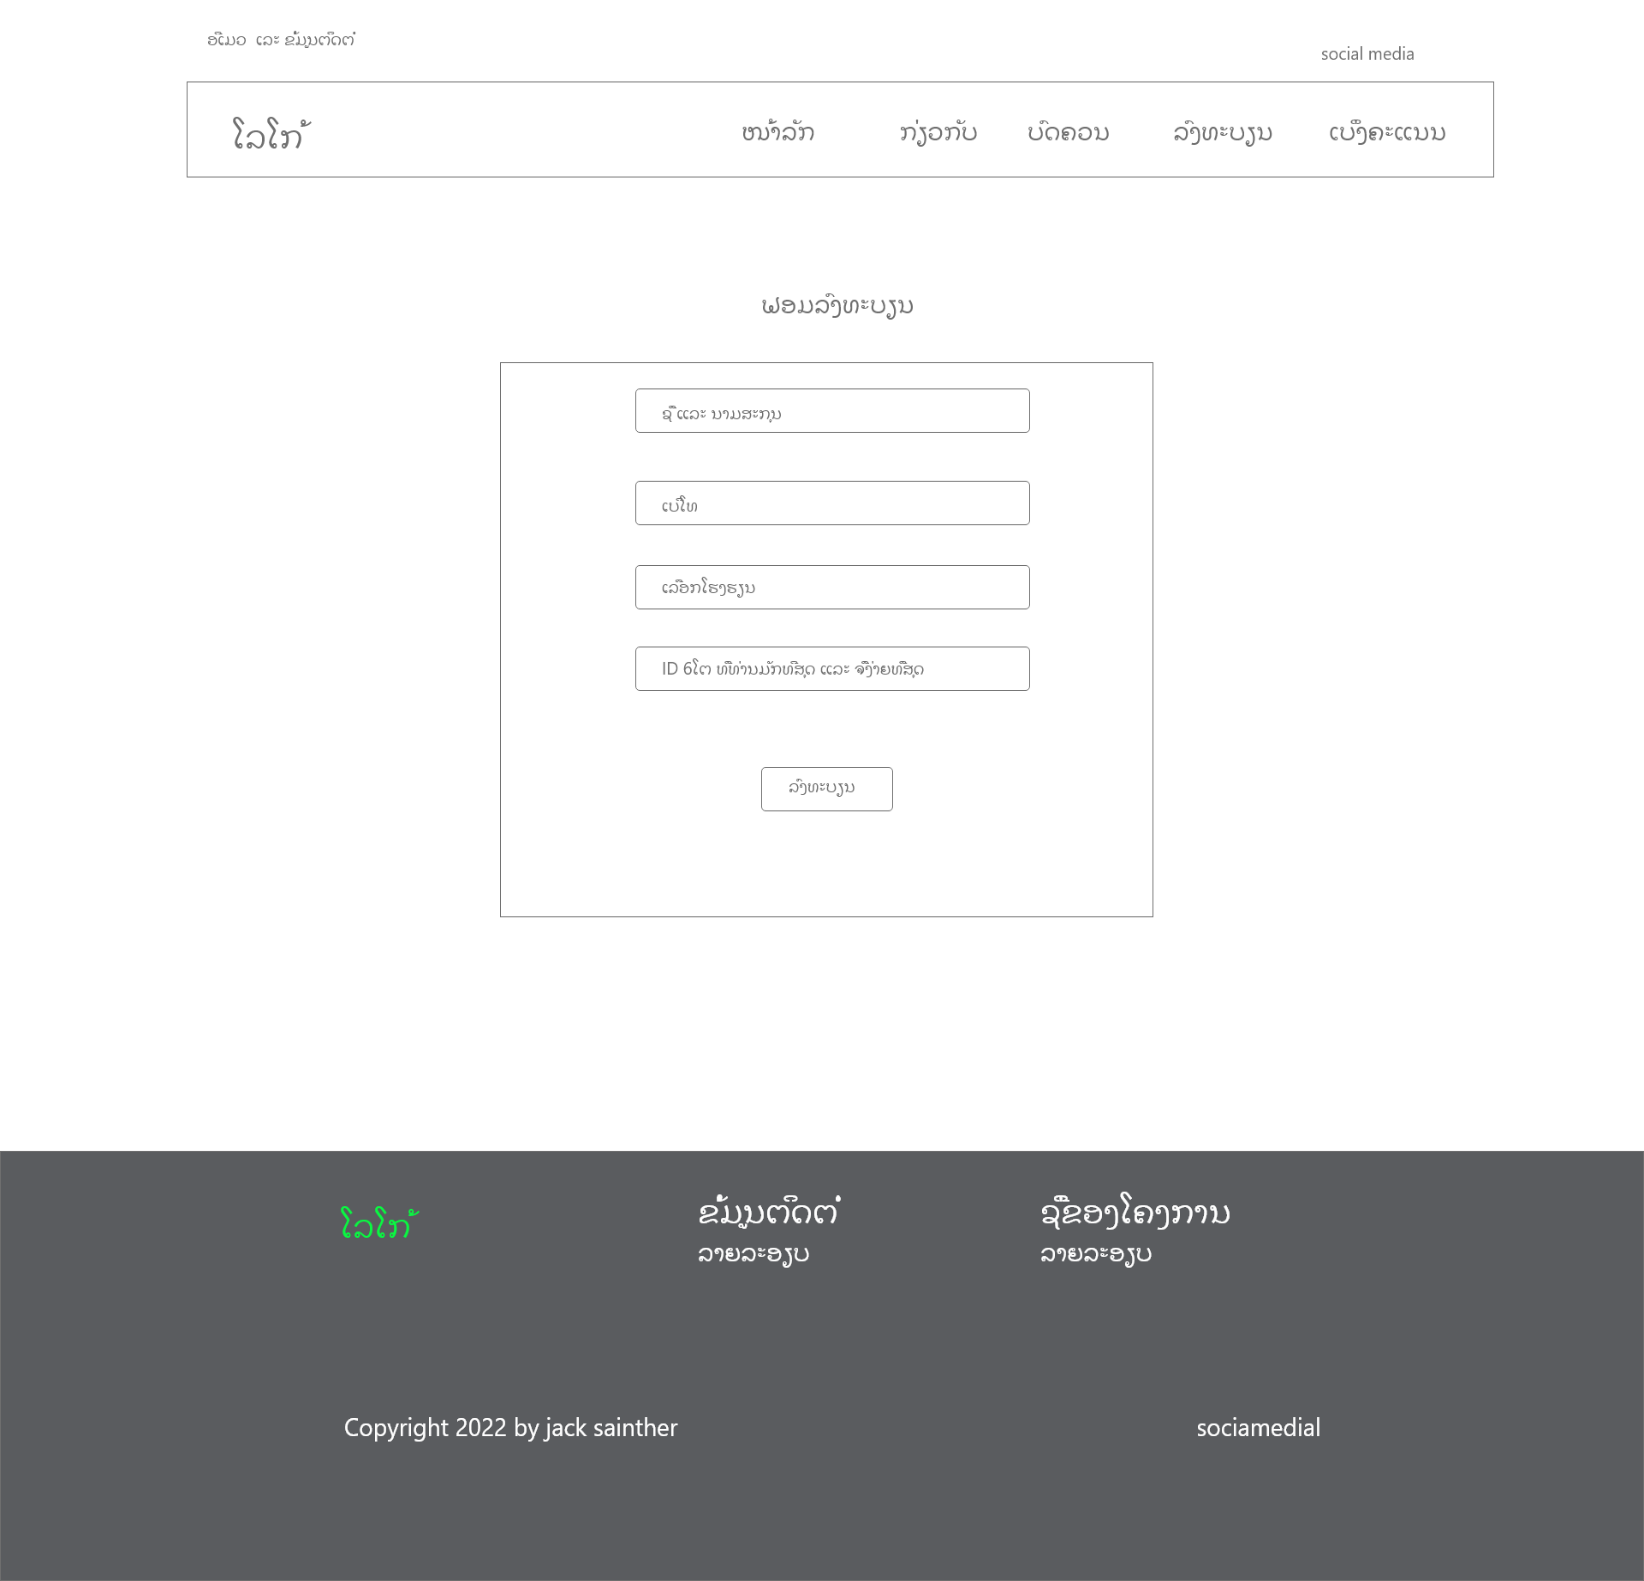 ອີເມວ ເລະ ຂໍ້ມູນຕິດຕໍ່
social media
ໂລໂກ້
ໜ້າລັກ ກ່ຽວກັບ ບົດຄວນ ລົງທະບຽນ ເບິ່ງຄະແນນ
ຟອມລົງທະບຽນ
ຊື່ ແລະ ນາມສະກຸນ
ເບີໂທ
ເລືອກໂຮງຮຽນ
ID 6ໂຕ ທີ່ທ່ານມັກທີສຸດ ແລະ ຈື່ງ່າຍທີ່ສຸດ
ລົງທະບຽນ
ໂລໂກ້
ຂໍ້ມູນຕິດຕໍ່
ລາຍລະອຽບ
ຊື່ຂອງໂຄງການ
ລາຍລະອຽບ
Copyright 2022 by jack sainther
sociamedial